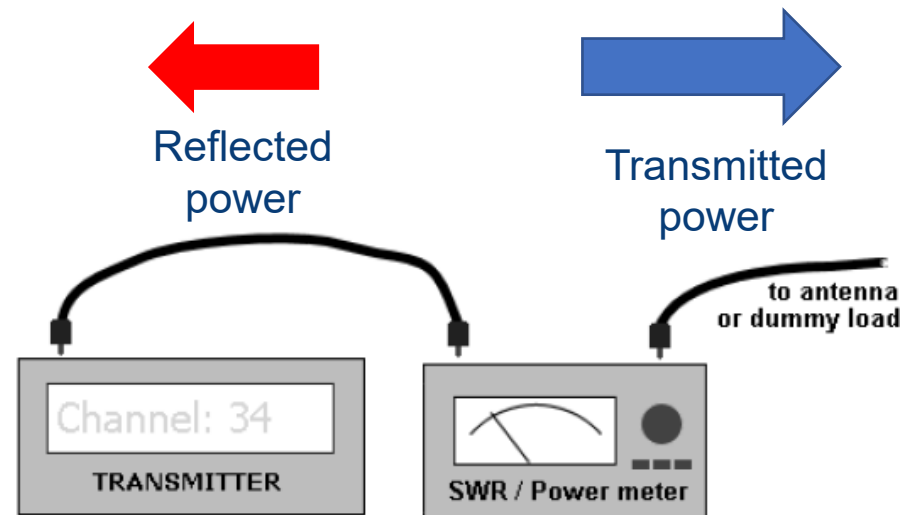 Reflected
power
Transmitted
power
to antenna
or dummy load
Channel: 34
TRANSMITTER
SWR / Power meter